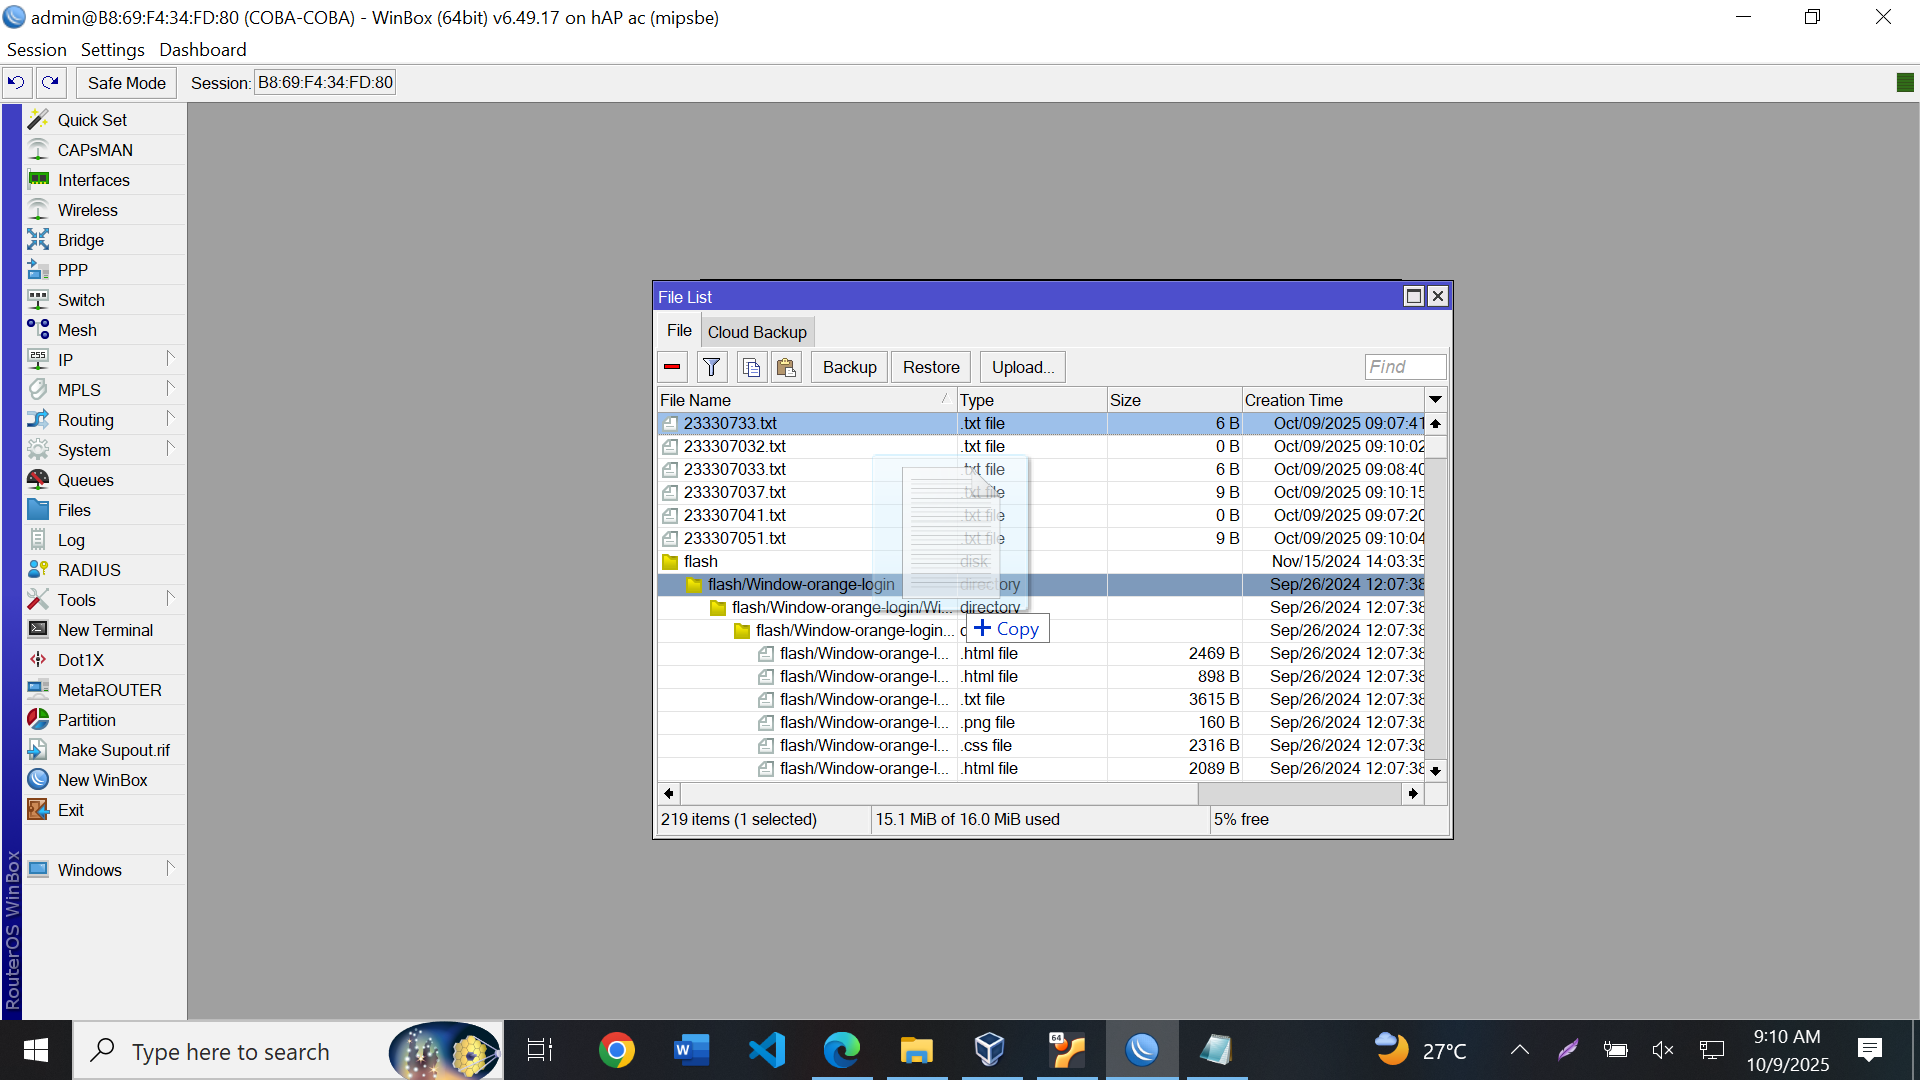 admin@B8:69:F4:34:FD:80 (COBA-COBA) - WinBox (64bit) v6.49.17 on hAP ac (mipsbe)
Session Settings Dashboard
Safe Mode Session: B8:69:F4:34:FD:80
Quick Set
CAPsMAN
Interfaces
Wireless
Bridge
PPP
Switch
Mesh
IP
MPLS
Routing
System
Queues
Files
Log
RADIUS
Tools
New Terminal
Dot1X
MetaROUTER
Partition
Make Supout.rif
New WinBox
Exit
Windows
RouterOS WinBox
File List
File Cloud Backup
Backup Restore Upload... Find
File Name Type Size Creation Time
23330733.txt .txt file 6 B Oct/09/2025 09:07:41
233307032.txt .txt file 0 B Oct/09/2025 09:10:02
233307033.txt .txt file 6 B Oct/09/2025 09:08:40
233307037.txt .txt file 9 B Oct/09/2025 09:10:15
233307041.txt .txt file 0 B Oct/09/2025 09:07:20
233307051.txt .txt file 9 B Oct/09/2025 09:10:04
flash disk Nov/15/2024 14:03:35
flash/Window-orange-login directory Sep/26/2024 12:07:38
flash/Window-orange-login/Wi... directory Sep/26/2024 12:07:38
flash/Window-orange-login... Sep/26/2024 12:07:38
Copy
flash/Window-orange-l... .html file 2469 B Sep/26/2024 12:07:38
flash/Window-orange-l... .html file 898 B Sep/26/2024 12:07:38
flash/Window-orange-l... .txt file 3615 B Sep/26/2024 12:07:38
flash/Window-orange-l... .png file 160 B Sep/26/2024 12:07:38
flash/Window-orange-l... .css file 2316 B Sep/26/2024 12:07:38
flash/Window-orange-l... .html file 2089 B Sep/26/2024 12:07:38
219 items (1 selected) 15.1 MiB of 16.0 MiB used 5% free
Type here to search
64
27°C
9:10 AM
10/9/2025